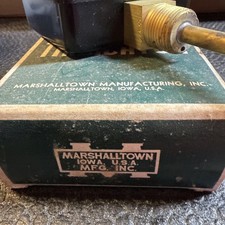 MARSHALLTOWN MANUFACTURING, INC.
MARSHALLTOWN, IOWA, U.S.A.
MARSHALLTOWN
IOWA, U.S.A.
MFG. INC.